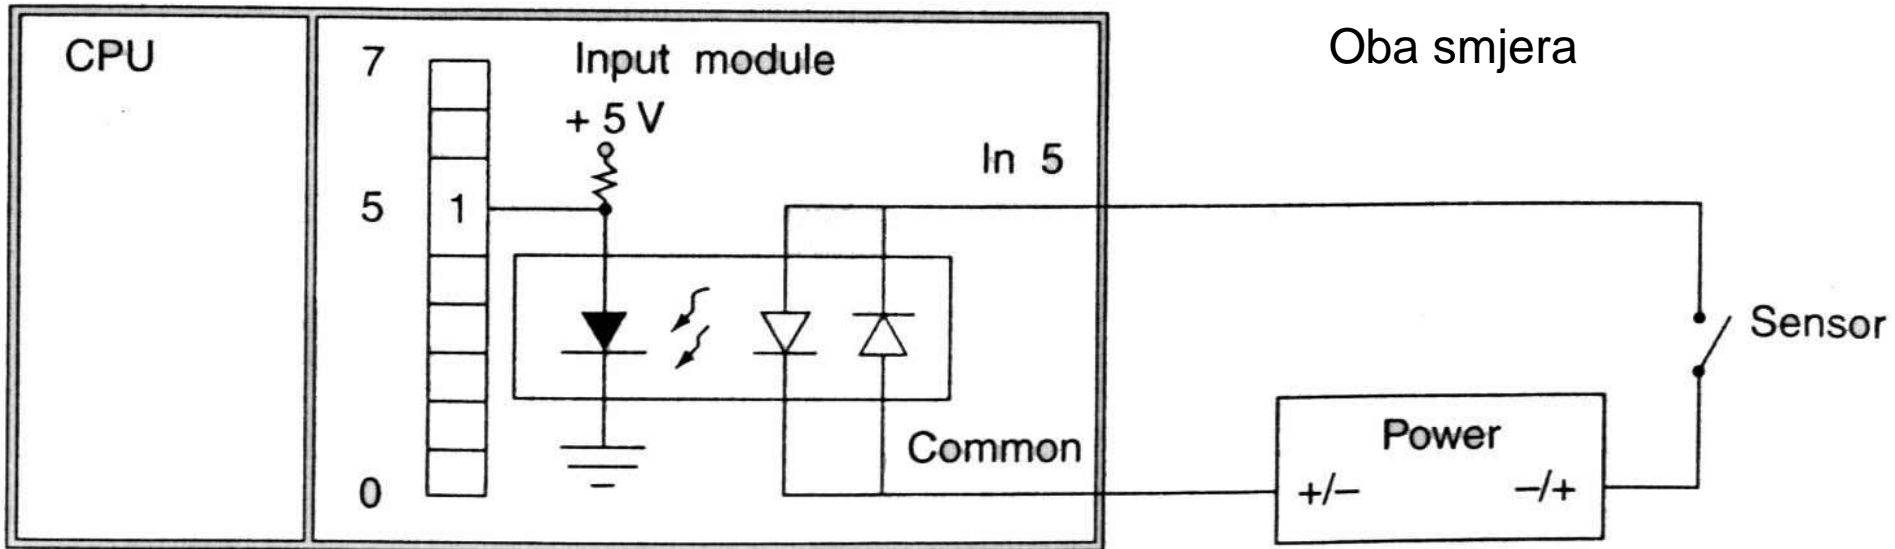 CPU
7
Input module
Oba smjera
+ 5 V
In 5
5
1
Sensor
Common
Power
0
+/−
−/+